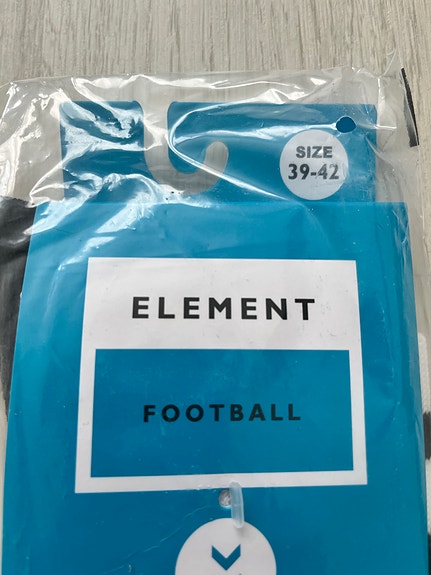 SIZE
39-42
ELEMENT
FOOTBALL